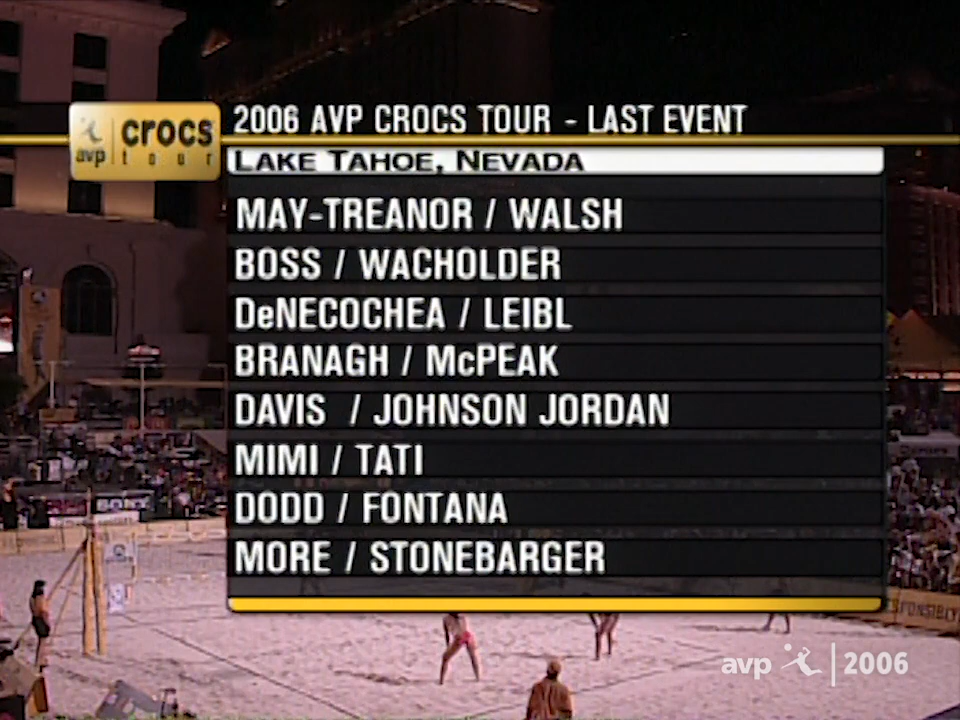 avp
crocs
tour
2006 AVP CROCS TOUR - LAST EVENT
LAKE TAHOE, NEVADA
MAY-TREANOR / WALSH
BOSS / WACHOLDER
DeNECOCHEA / LEIBL
BRANAGH / McPEAK
DAVIS / JOHNSON JORDAN
MIMI / TATI
DODD / FONTANA
MORE / STONEBARGER
avp | 2006